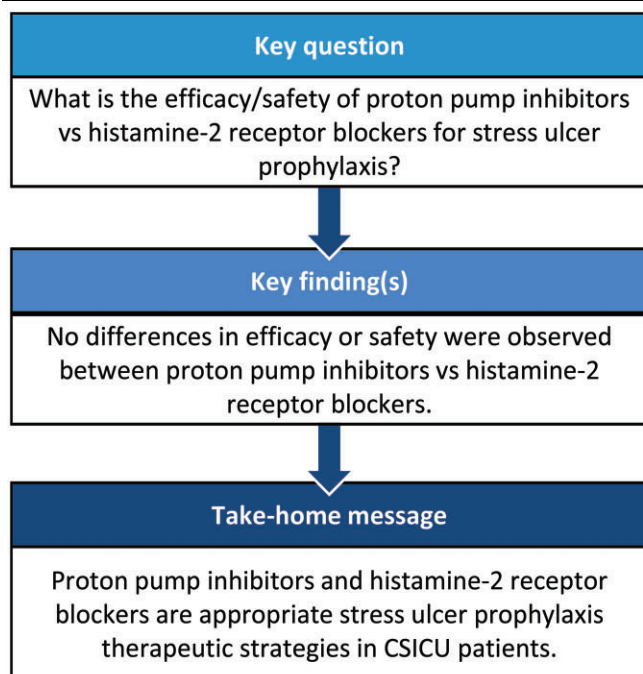 Key question
What is the efficacy/safety of proton pump inhibitors
vs histamine-2 receptor blockers for stress ulcer
prophylaxis?
Key finding(s)
No differences in efficacy or safety were observed
between proton pump inhibitors vs histamine-2
receptor blockers.
Take-home message
Proton pump inhibitors and histamine-2 receptor
blockers are appropriate stress ulcer prophylaxis
therapeutic strategies in CSICU patients.